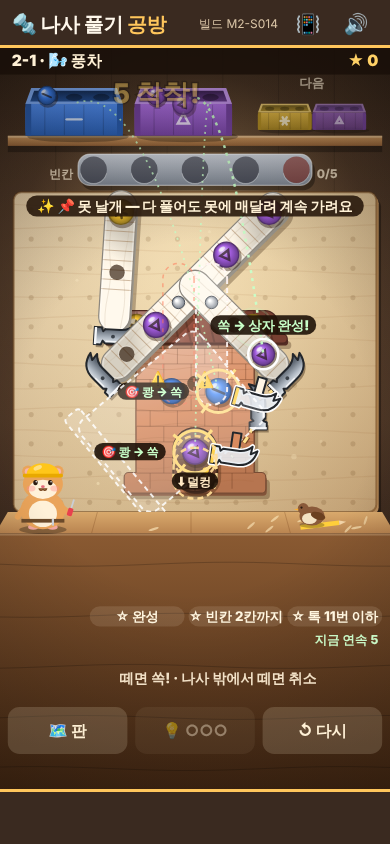 🔩 나사 풀기 공방 빌드 M2-S014 📳 🔊
2-1 · 🌬️ 풍차 ★ 0
5 척척!
다음
빈칸 0/5
✨ 📌 못 날개 — 다 풀어도 못에 매달려 계속 가려요
쏙 → 상자 완성!
🎯 쾅 → 쏙
🎯 쾅 → 쏙
⬇덜컹
☆ 완성 ☆ 빈칸 2칸까지 ☆ 톡 11번 이하
지금 연속 5
떼면 쏙! · 나사 밖에서 떼면 취소
🗺️ 판 💡 ○○○ ↺ 다시